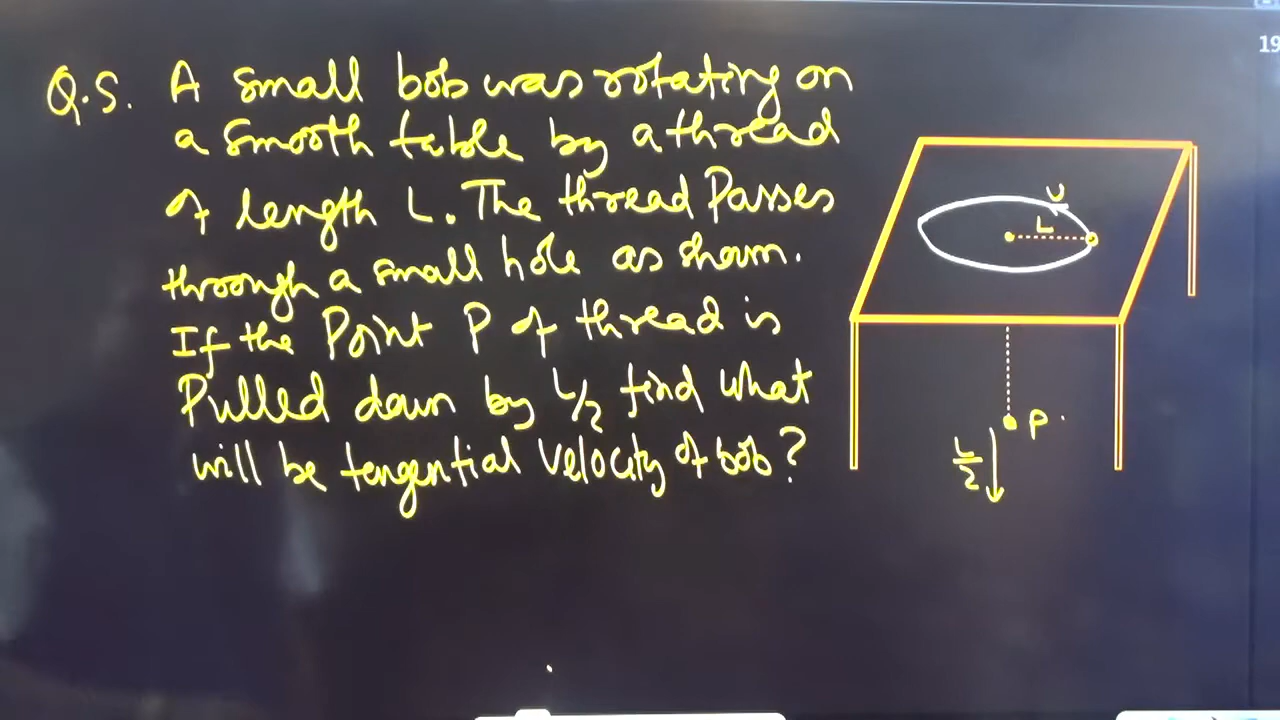 Q.5. A small bob was rotating on
a smooth table by a thread
of length L. The thread Passes
through a small hole as shown.
If the Point P of thread is
Pulled down by L/2 find what
will be tangential velocity of bob?
L
P.
L/2
19